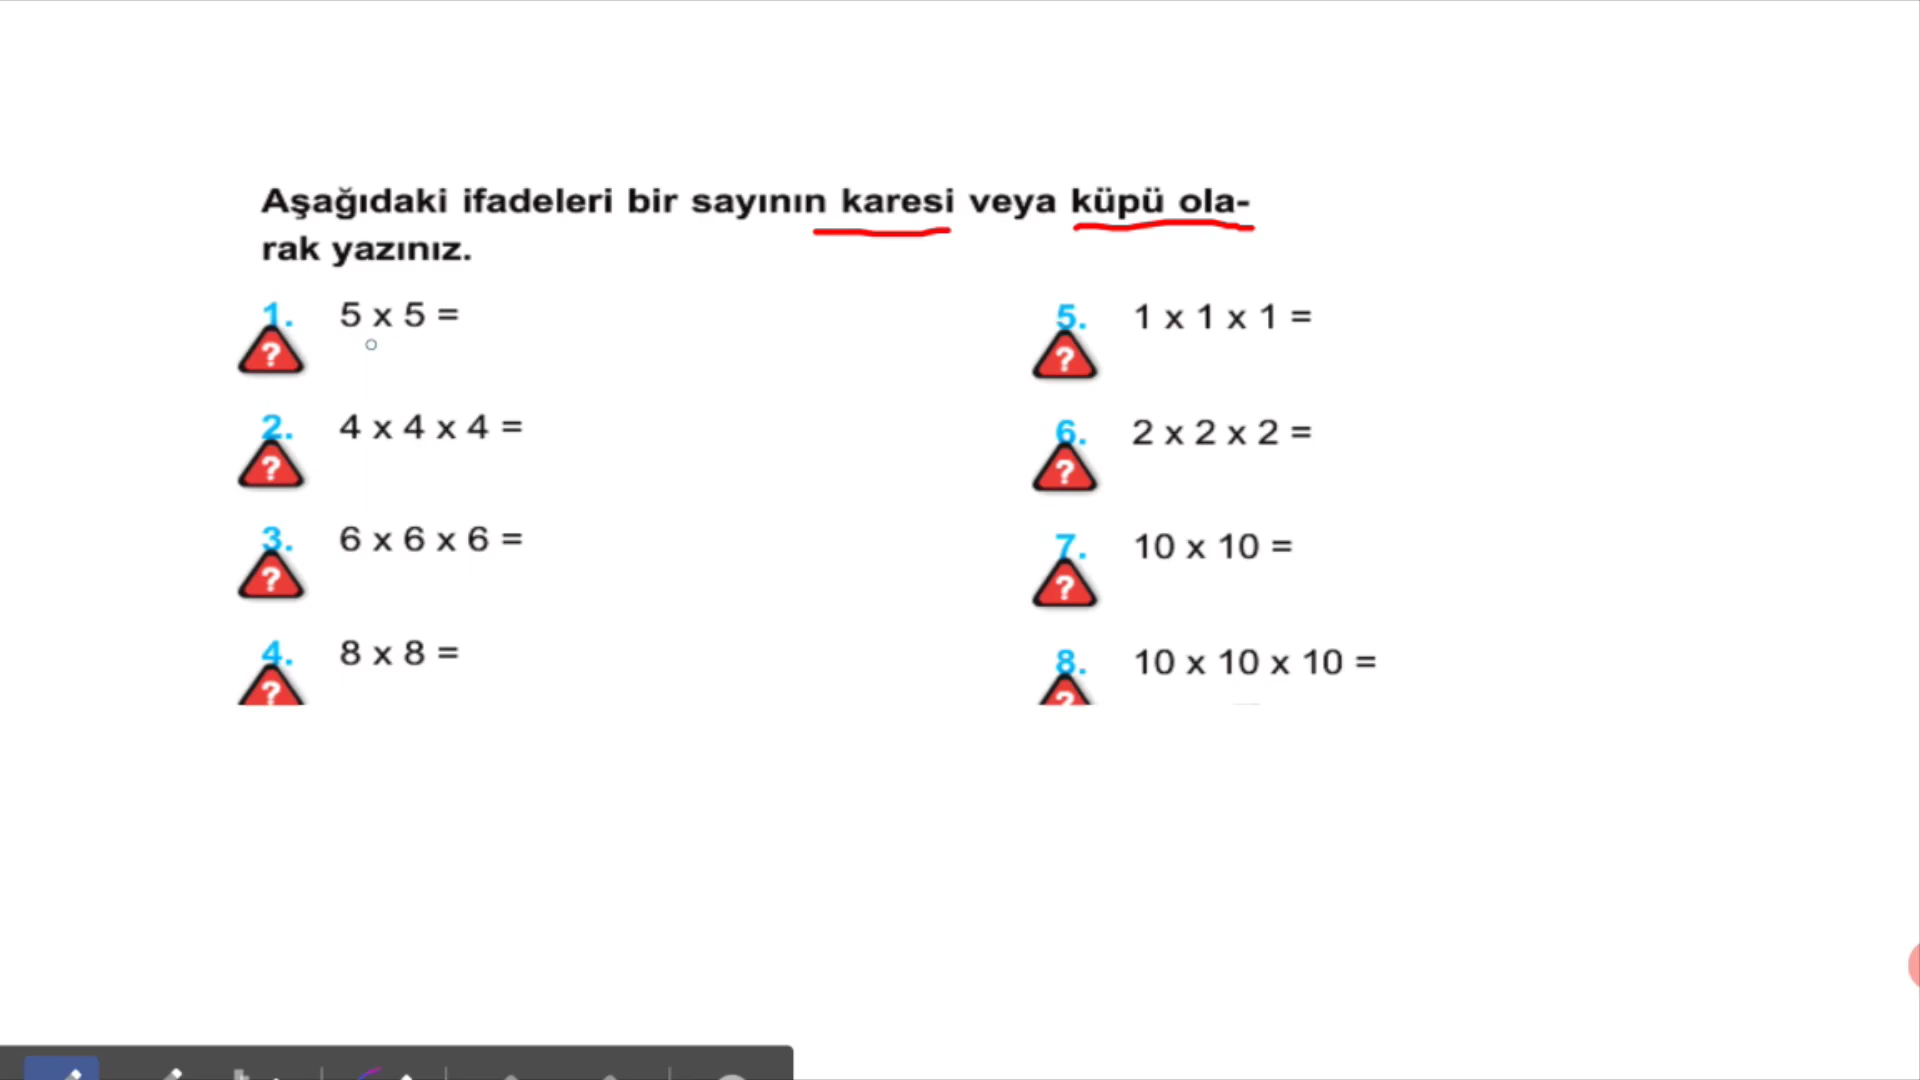 Aşağıdaki ifadeleri bir sayının karesi veya küpü ola-
rak yazınız.
1. 5 x 5 =
?
2. 4 x 4 x 4 =
?
3. 6 x 6 x 6 =
?
4. 8 x 8 =
?
5. 1 x 1 x 1 =
?
6. 2 x 2 x 2 =
?
7. 10 x 10 =
?
8. 10 x 10 x 10 =
?